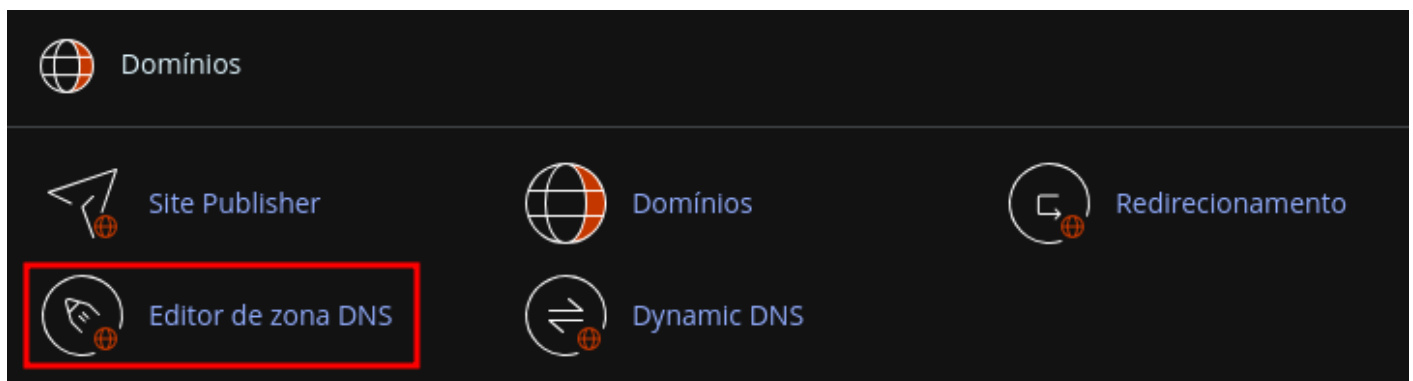 Domínios
Site Publisher
Domínios
Redirecionamento
Editor de zona DNS
Dynamic DNS